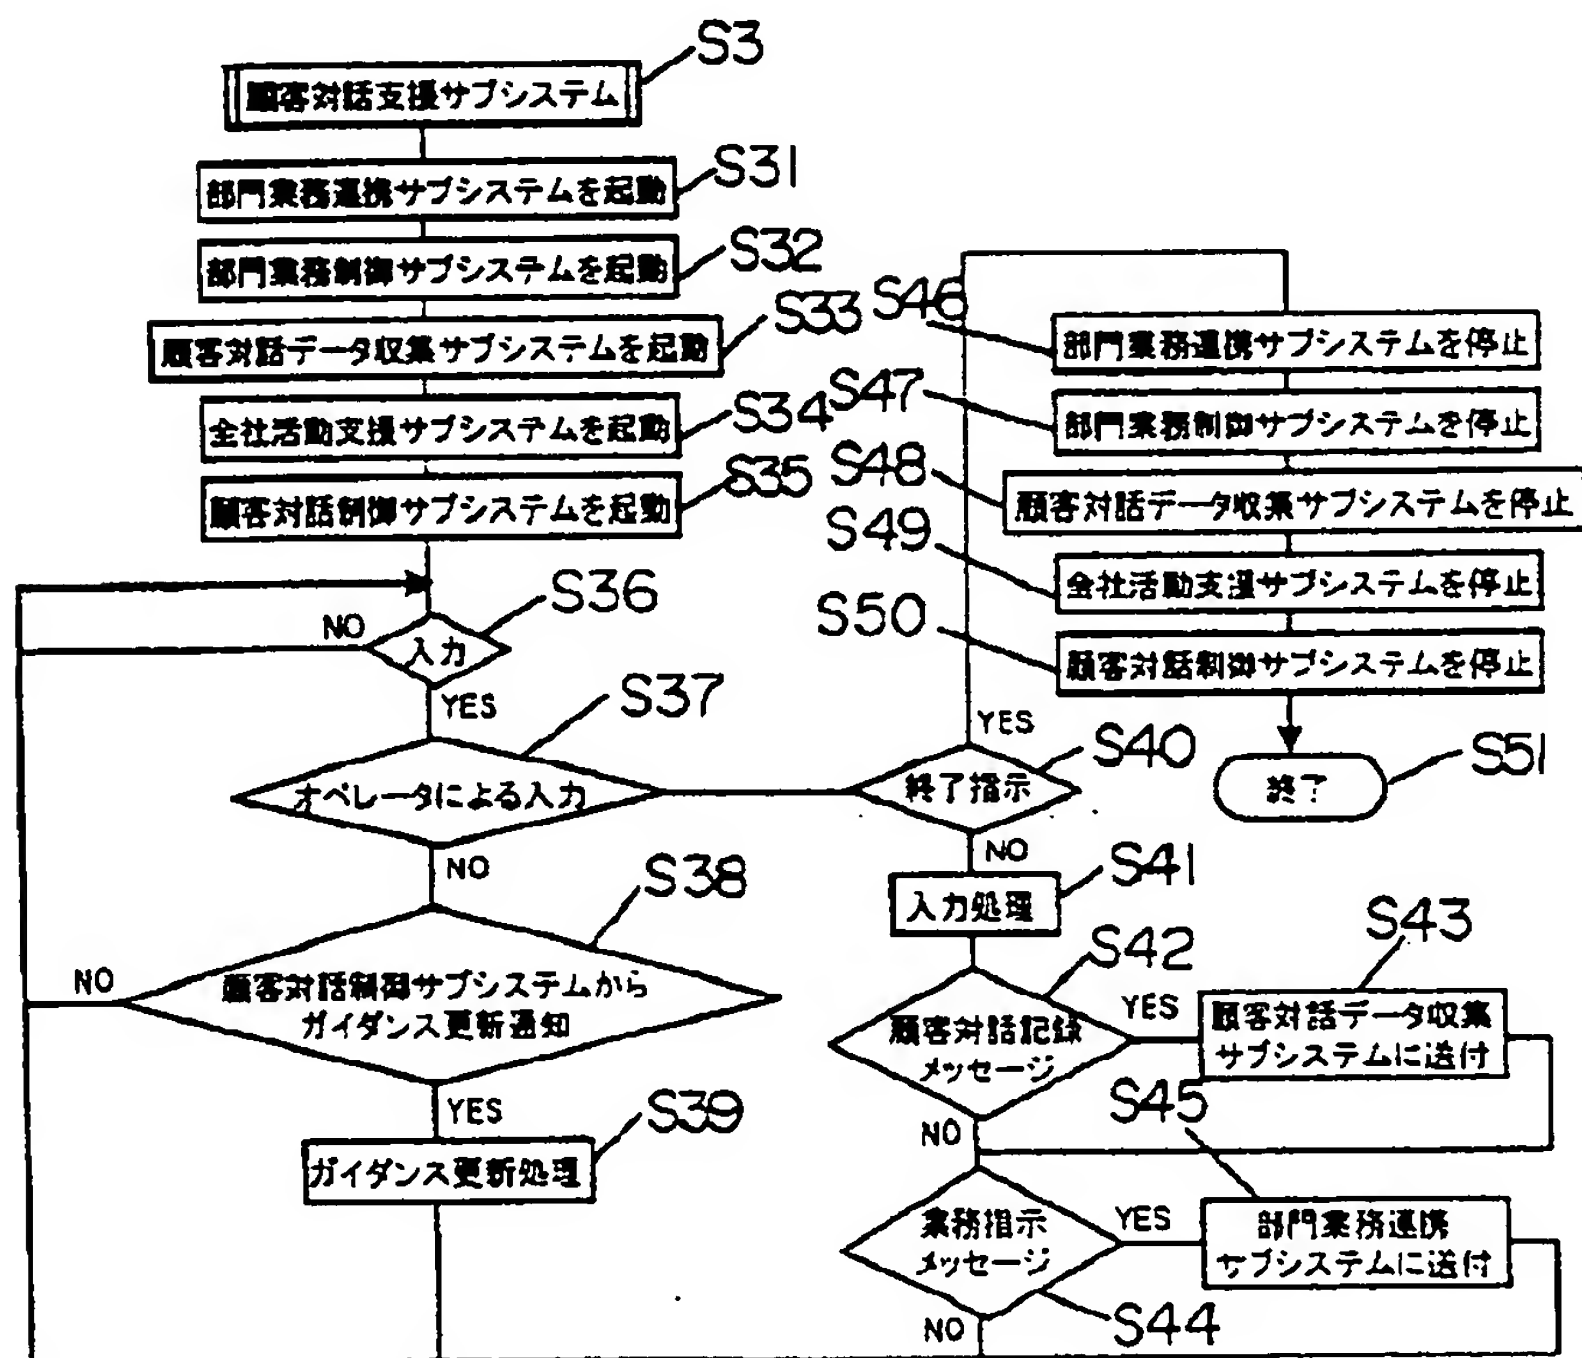 S3
顧客対話支援サブシステム
S31
部門業務連携サブシステムを起動
S32
部門業務制御サブシステムを起動
S33
顧客対話データ収集サブシステムを起動
S34
全社活動支援サブシステムを起動
S35
顧客対話制御サブシステムを起動
S36
NO
入力
YES
S37
オペレータによる入力
NO
S38
NO
顧客対話制御サブシステムから
ガイダンス更新通知
YES
S39
ガイダンス更新処理
S46
部門業務連携サブシステムを停止
S47
部門業務制御サブシステムを停止
S48
顧客対話データ収集サブシステムを停止
S49
全社活動支援サブシステムを停止
S50
顧客対話制御サブシステムを停止
YES
S40
終了指示
S51
終了
NO
S41
入力処理
S42
顧客対話記録
メッセージ
YES
S43
顧客対話データ収集
サブシステムに送付
NO
S45
業務指示
メッセージ
YES
部門業務連携
サブシステムに送付
NO
S44